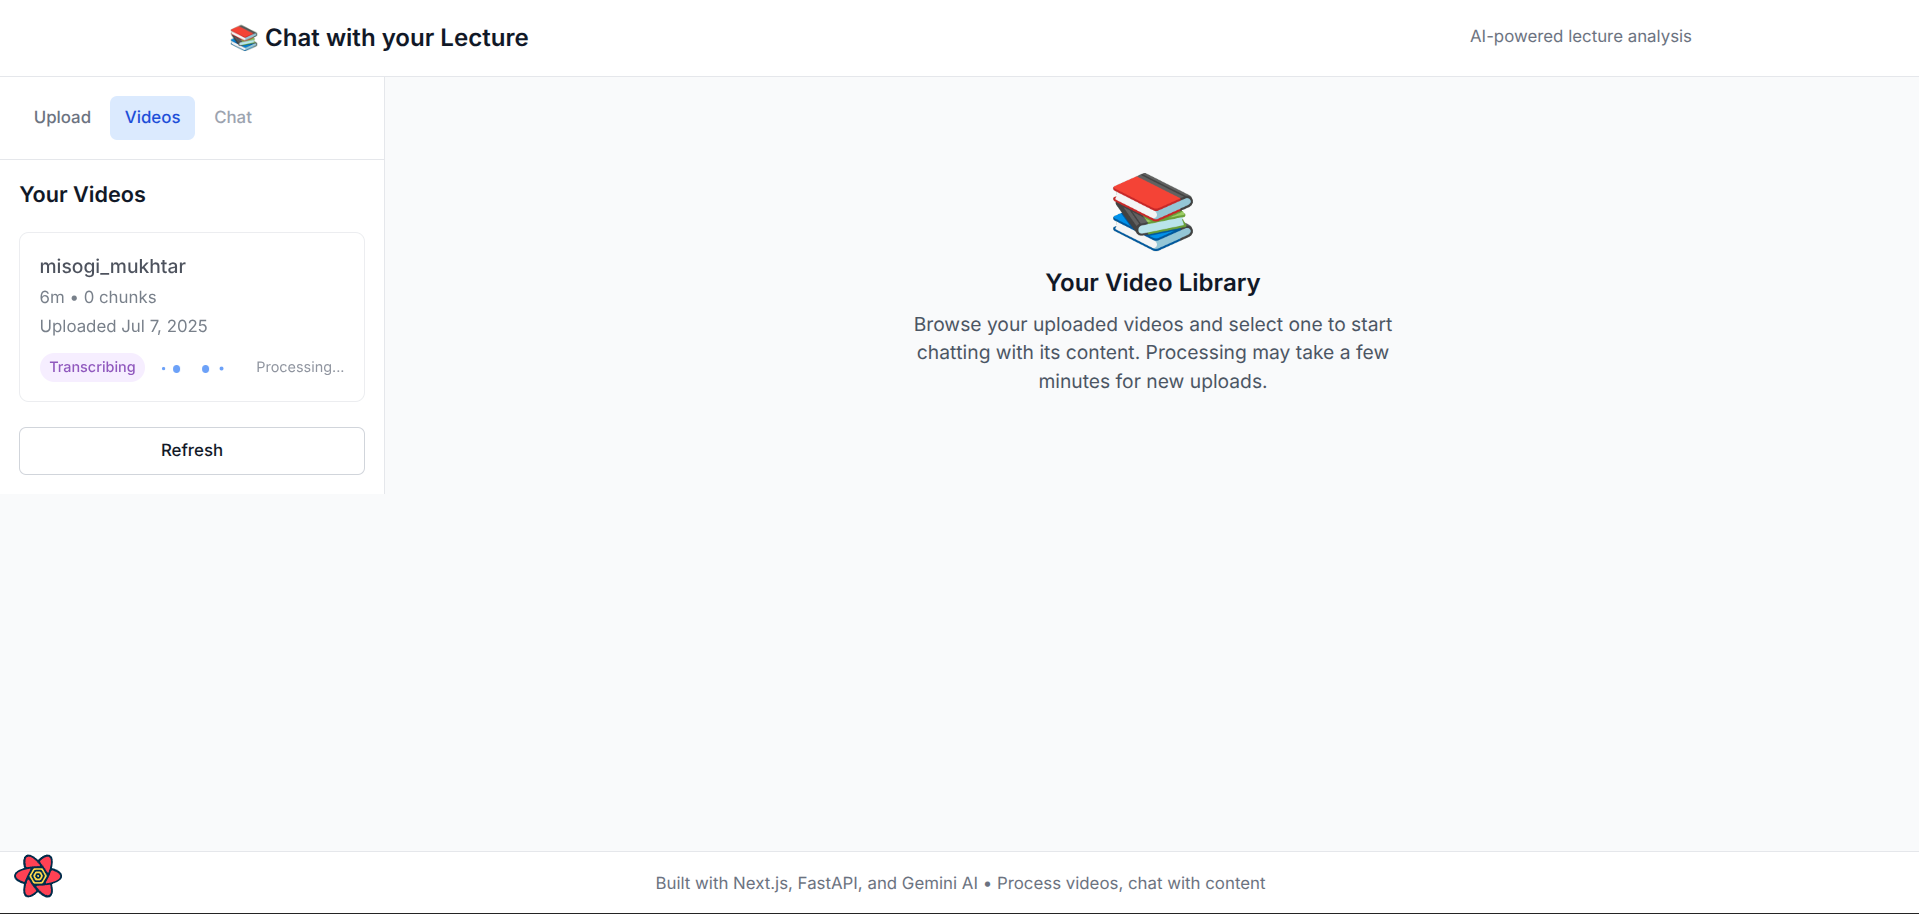 📚 Chat with your Lecture
AI-powered lecture analysis
Upload Videos Chat
Your Videos
misogi_mukhtar
6m • 0 chunks
Uploaded Jul 7, 2025
Transcribing Processing...
Refresh
Your Video Library
Browse your uploaded videos and select one to start
chatting with its content. Processing may take a few
minutes for new uploads.
Built with Next.js, FastAPI, and Gemini AI • Process videos, chat with content